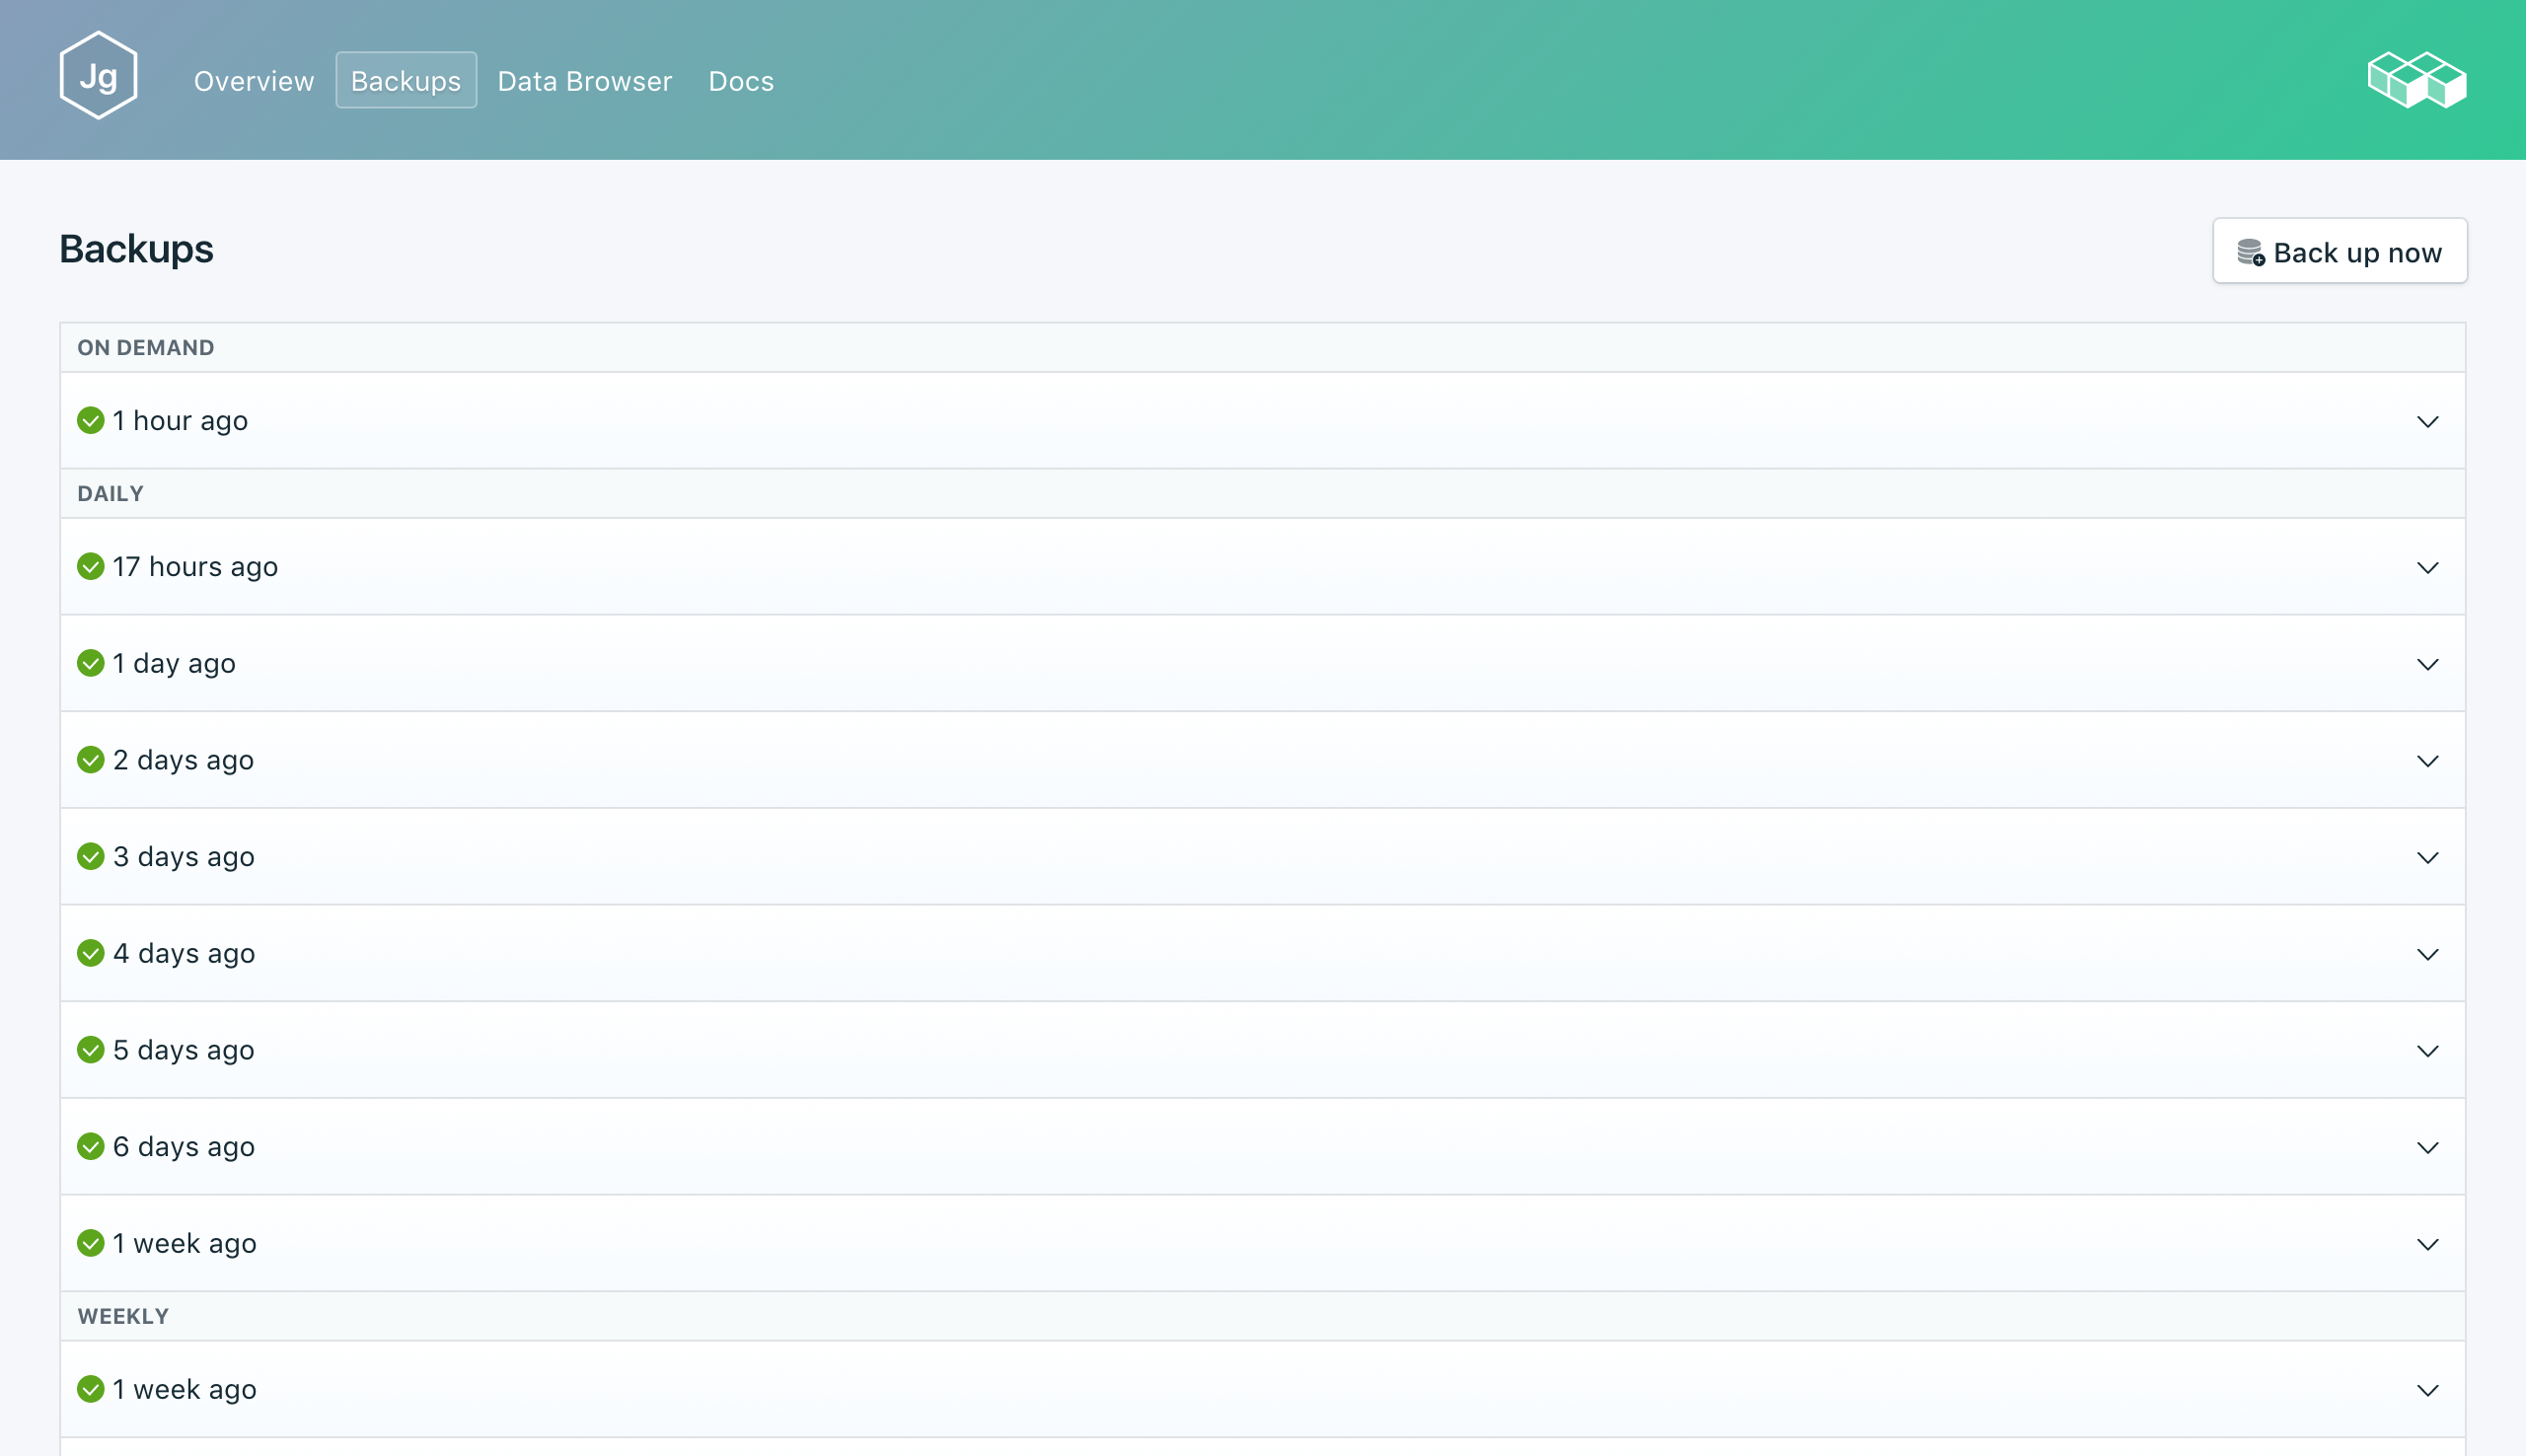 Jg
Overview Backups Data Browser Docs
Backups
Back up now
ON DEMAND
1 hour ago
DAILY
17 hours ago
1 day ago
2 days ago
3 days ago
4 days ago
5 days ago
6 days ago
1 week ago
WEEKLY
1 week ago